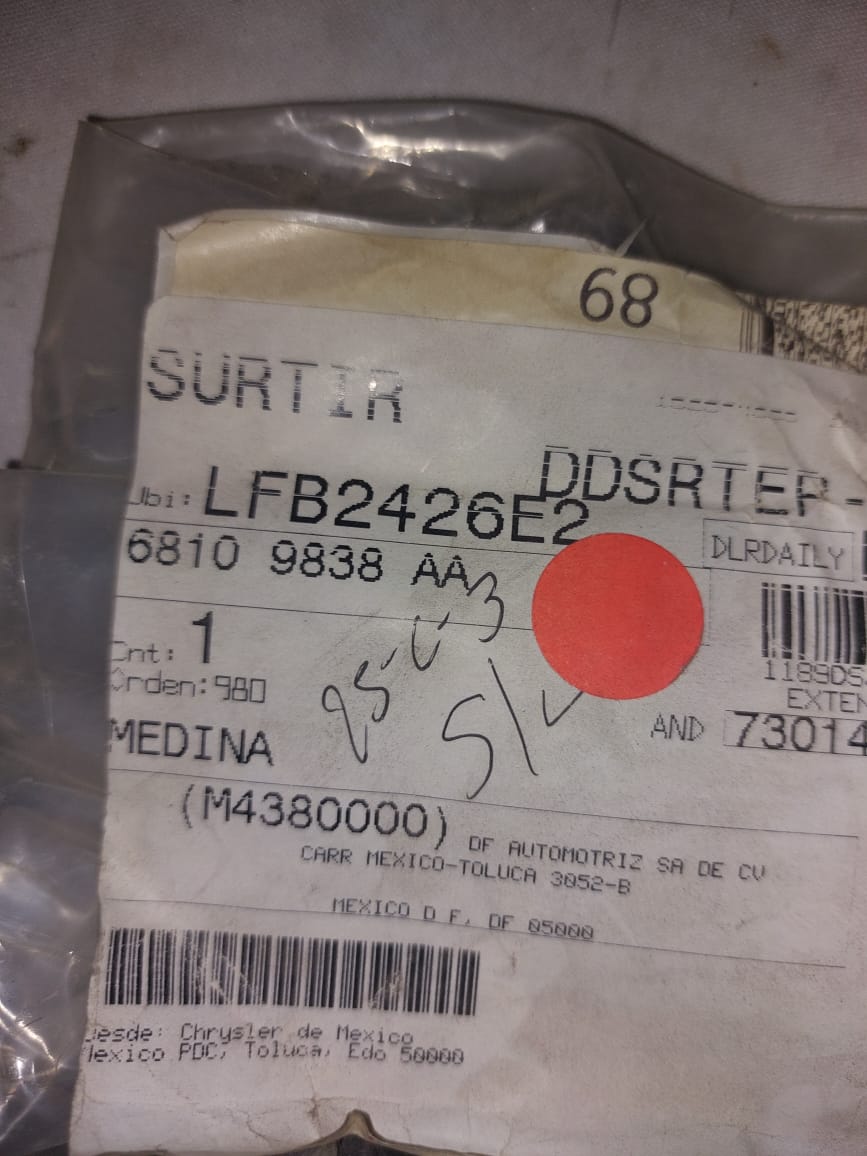 68
SURTIR
DDSRTEP -
Ubi: LFB2426E2
DLRDAILY
6810 9838 AA
Cnt: 1
1189DS
Orden:980
EXTEN
MEDINA
AND 73014
(M4380000)
DF AUTOMOTRIZ SA DE CV
CARR MEXICO-TOLUCA 3052-B
MEXICO D F, DF 05000
Desde: Chrysler de Mexico
Mexico PDC, Toluca, Edo 50000